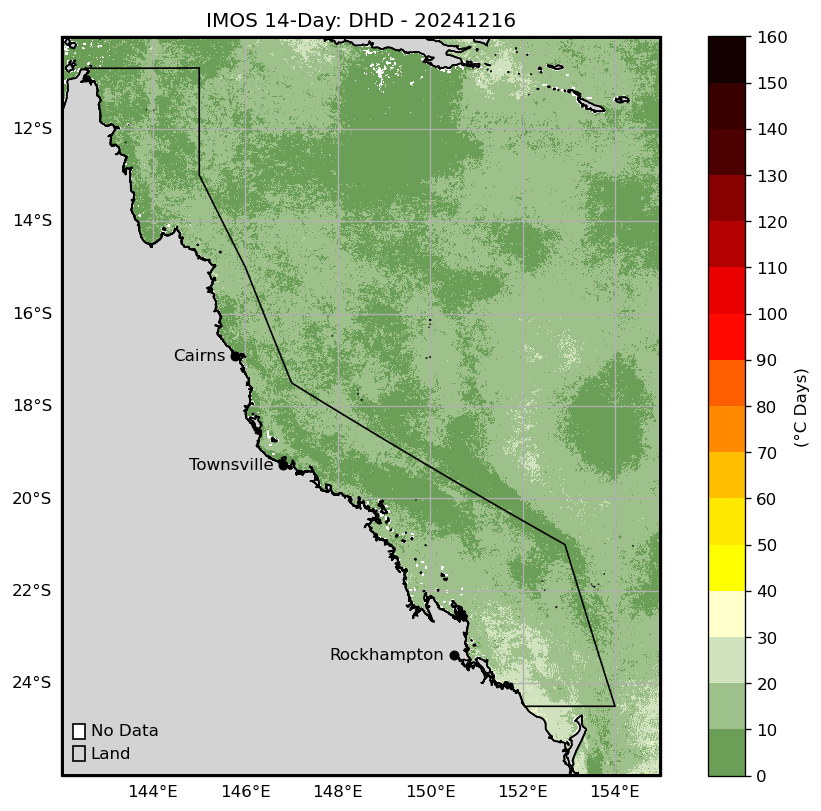 IMOS 14-Day: DHD - 20241216
12°S
14°S
16°S
18°S
20°S
22°S
24°S
Cairns
Townsville
Rockhampton
No Data
Land
144°E
146°E
148°E
150°E
152°E
154°E
160
150
140
130
120
110
100
90
80
70
60
50
40
30
20
10
0
(°C Days)